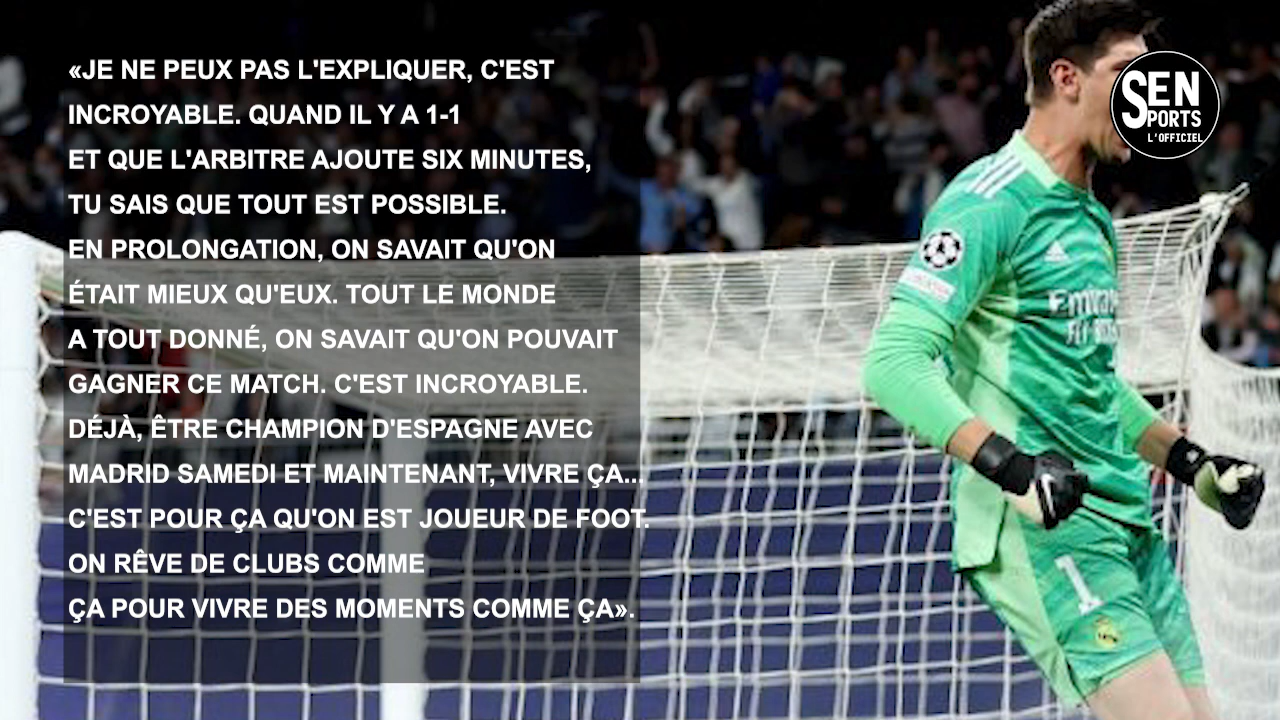 «JE NE PEUX PAS L'EXPLIQUER, C'EST
INCROYABLE. QUAND IL Y A 1-1
ET QUE L'ARBITRE AJOUTE SIX MINUTES,
TU SAIS QUE TOUT EST POSSIBLE.
EN PROLONGATION, ON SAVAIT QU'ON
ÉTAIT MIEUX QU'EUX. TOUT LE MONDE
A TOUT DONNÉ, ON SAVAIT QU'ON POUVAIT
GAGNER CE MATCH. C'EST INCROYABLE.
DÉJÀ, ÊTRE CHAMPION D'ESPAGNE AVEC
MADRID SAMEDI ET MAINTENANT, VIVRE ÇA...
C'EST POUR ÇA QU'ON EST JOUEUR DE FOOT.
ON RÊVE DE CLUBS COMME
ÇA POUR VIVRE DES MOMENTS COMME ÇA».
SEN
SPORTS
L'OFFICIEL
1